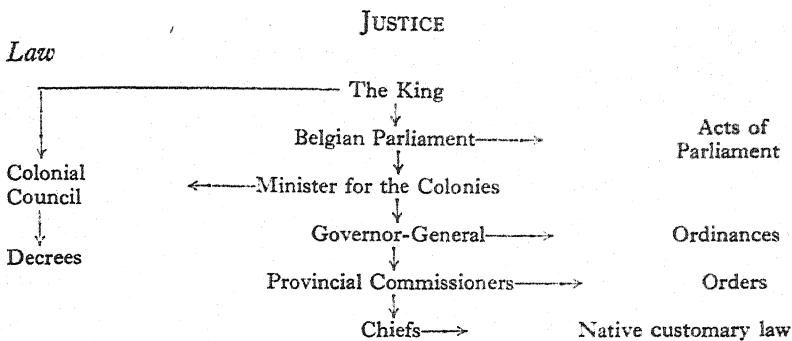 JUSTICE
Law
The King
Belgian Parliament
Acts of
Parliament
Colonial
Council
Minister for the Colonies
Governor-General
Ordinances
Decrees
Provincial Commissioners
Orders
Chiefs
Native customary law